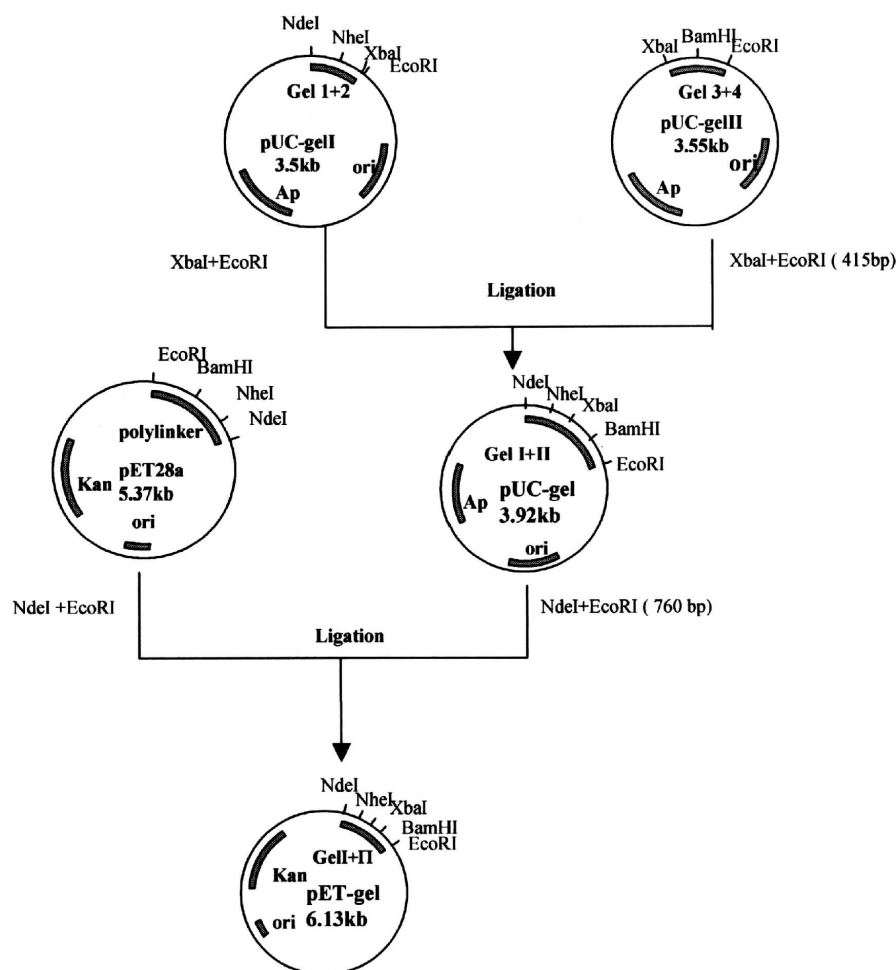 NdeI
NheI
XbaI
EcoRI
Gel 1+2
pUC-gelI
3.5kb
ori
Ap
XbaI
BamHI
EcoRI
Gel 3+4
pUC-gelII
3.55kb
ori
Ap
XbaI+EcoRI
XbaI+EcoRI ( 415bp)
Ligation
EcoRI
BamHI
NheI
NdeI
polylinker
Kan
pET28a
5.37kb
ori
NdeI
NheI
XbaI
BamHI
EcoRI
Gel I+II
Ap
pUC-gel
3.92kb
ori
NdeI +EcoRI
NdeI+EcoRI ( 760 bp)
Ligation
NdeI
NheI
XbaI
BamHI
EcoRI
GelI+Π
Kan
pET-gel
ori
6.13kb